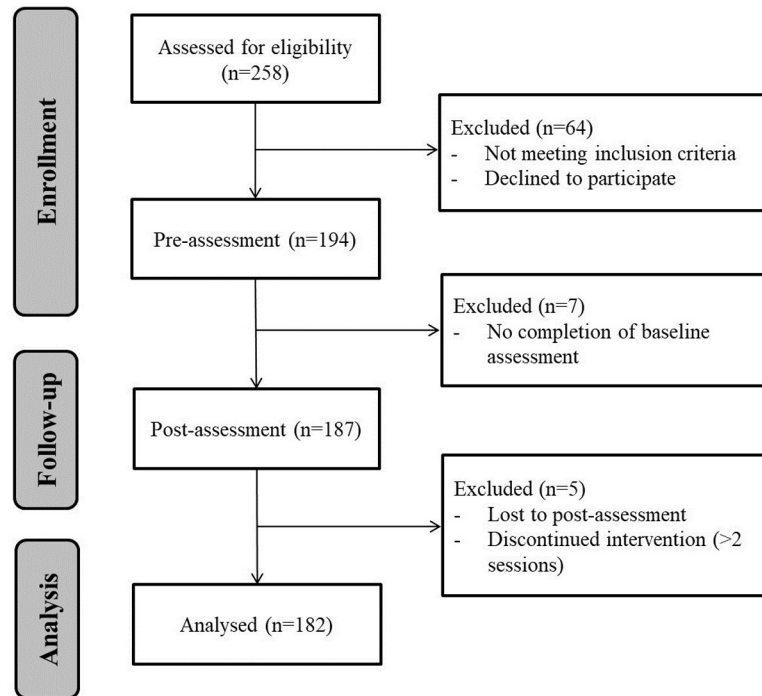 Enrollment
Assessed for eligibility
(n=258)
Excluded (n=64)
- Not meeting inclusion criteria
- Declined to participate
Pre-assessment (n=194)
Excluded (n=7)
- No completion of baseline
assessment
Follow-up
Post-assessment (n=187)
Excluded (n=5)
- Lost to post-assessment
- Discontinued intervention (>2
sessions)
Analysis
Analysed (n=182)